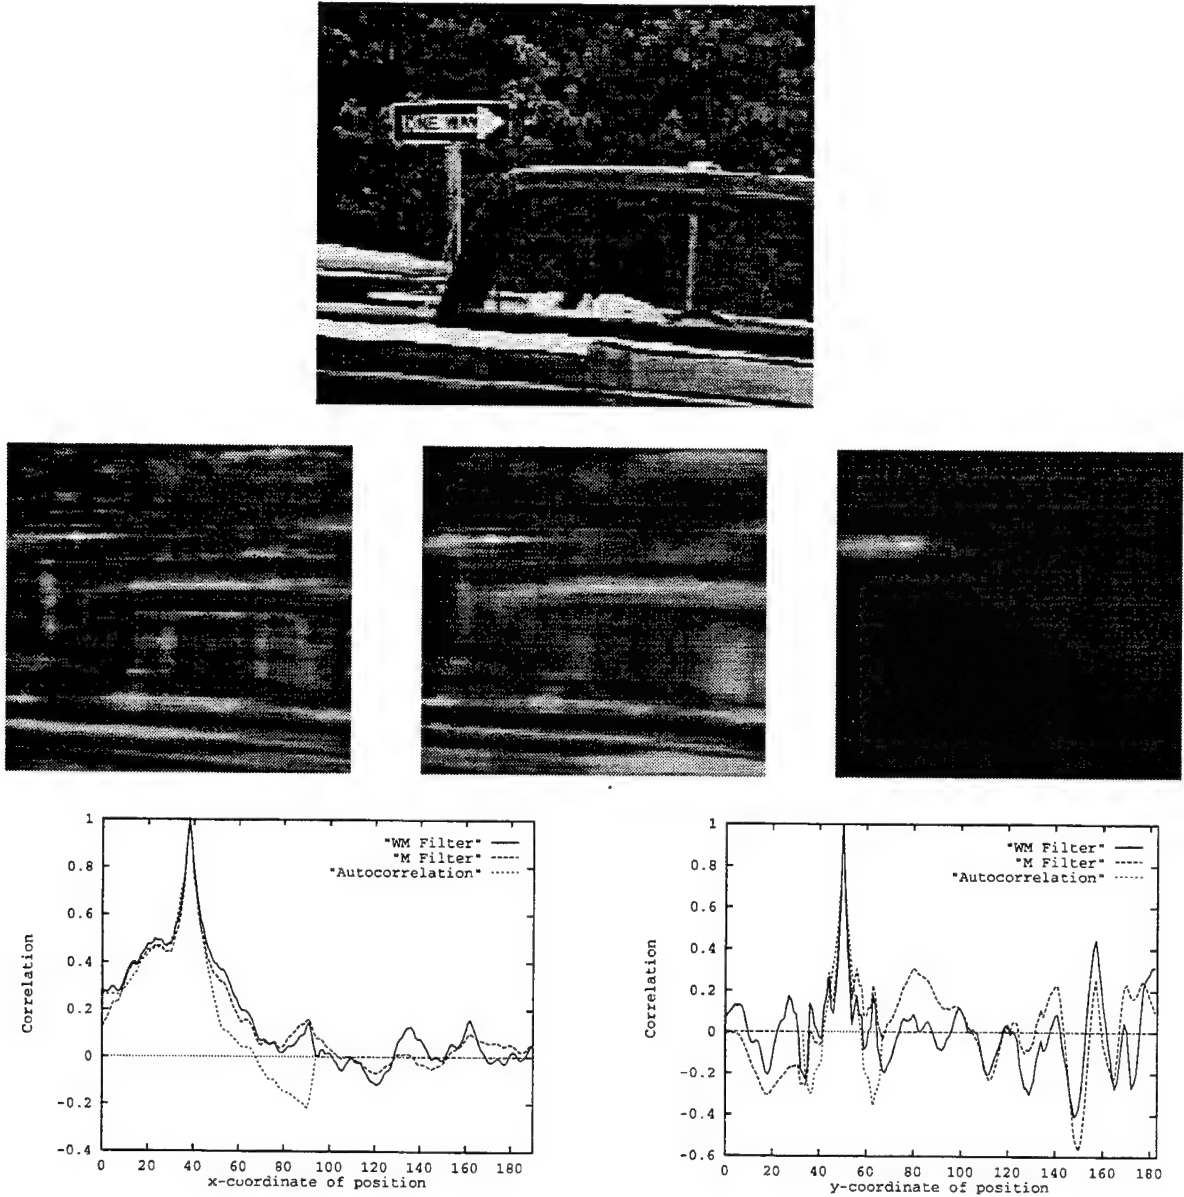 ONE WAY
1
0.8
0.6
0.4
0.2
0
-0.2
-0.4
Correlation
"WM Filter"
"M Filter"
"Autocorrelation"
0 20 40 60 80 100 120 140 160 180
x-coordinate of position
1
0.8
0.6
0.4
0.2
0
-0.2
-0.4
-0.6
Correlation
"WM Filter"
"M Filter"
"Autocorrelation"
0 20 40 60 80 100 120 140 160 180
y-coordinate of position